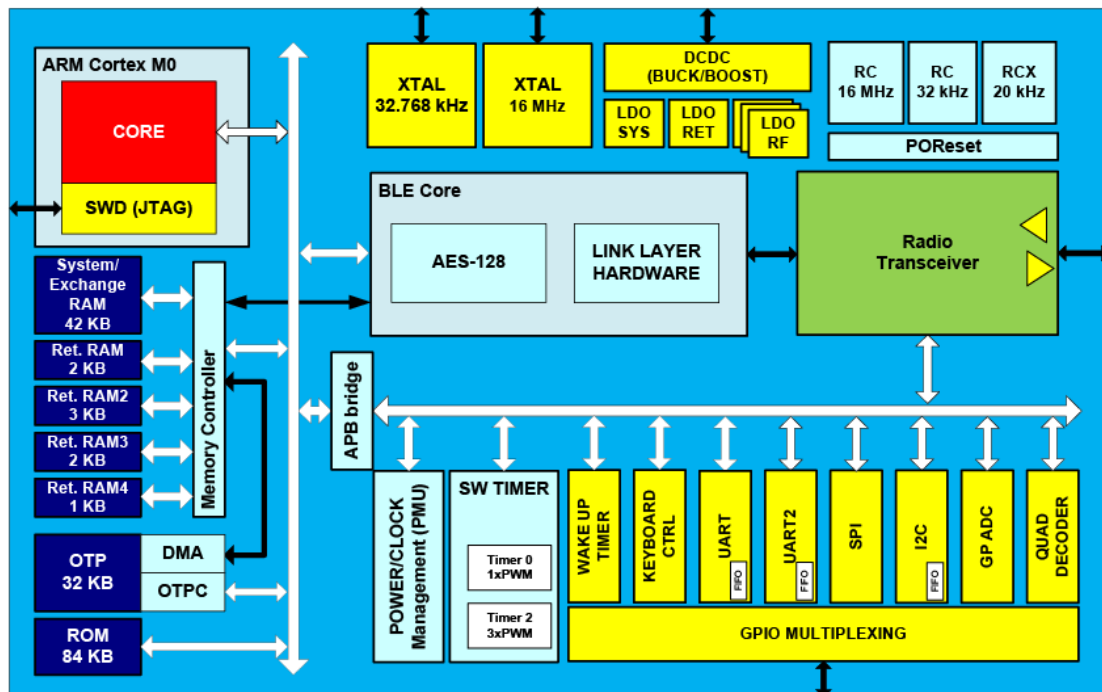 ARM Cortex M0
CORE
SWD (JTAG)
XTAL
32.768 kHz
XTAL
16 MHz
DCDC
(BUCK/BOOST)
LDO
SYS
LDO
RET
LDO
RF
RC
16 MHz
RC
32 kHz
RCX
20 kHz
POReset
BLE Core
AES-128
LINK LAYER
HARDWARE
Radio
Transceiver
System/
Exchange
RAM
42 KB
Ret. RAM
2 KB
Ret. RAM2
3 KB
Ret. RAM3
2 KB
Ret. RAM4
1 KB
Memory Controller
OTP
32 KB
DMA
OTPC
ROM
84 KB
APB bridge
POWER/CLOCK
Management (PMU)
SW TIMER
Timer 0
1xPWM
Timer 2
3xPWM
WAKE UP
TIMER
KEYBOARD
CTRL
UART
FIFO
UART2
FIFO
SPI
I2C
FIFO
GP ADC
QUAD
DECODER
GPIO MULTIPLEXING